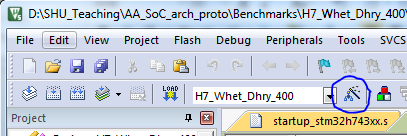 D:\SHU_Teaching\AA_SoC_arch_proto\Benchmarks\H7_Whet_Dhry_400
File Edit View Project Flash Debug Peripherals Tools SVCS
LOAD H7_Whet_Dhry_400
Project startup_stm32h743xx.s